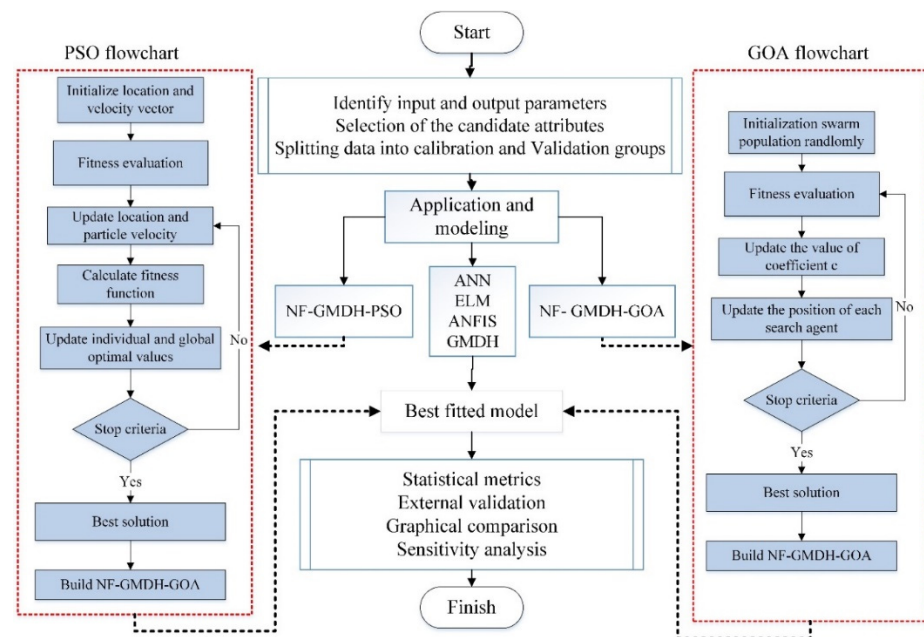 PSO flowchart
Initialize location and
velocity vector
Fitness evaluation
Update location and
particle velocity
Calculate fitness
function
Update individual and global
optimal values
No
Stop criteria
Yes
Best solution
Build NF-GMDH-GOA
Start
Identify input and output parameters
Selection of the candidate attributes
Splitting data into calibration and Validation groups
Application and
modeling
NF-GMDH-PSO
ANN
ELM
ANFIS
GMDH
NF- GMDH-GOA
Best fitted model
Statistical metrics
External validation
Graphical comparison
Sensitivity analysis
Finish
GOA flowchart
Initialization swarm
population randomly
Fitness evaluation
Update the value of
coefficient c
Update the position of each
search agent
No
Stop criteria
Yes
Best solution
Build NF-GMDH-GOA